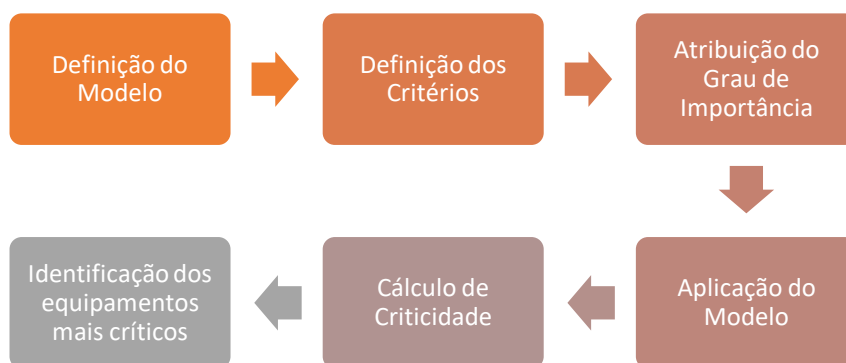 Definição do
Modelo
Definição dos
Critérios
Atribuição do
Grau de
Importância
Aplicação do
Modelo
Cálculo de
Criticidade
Identificação dos
equipamentos
mais críticos